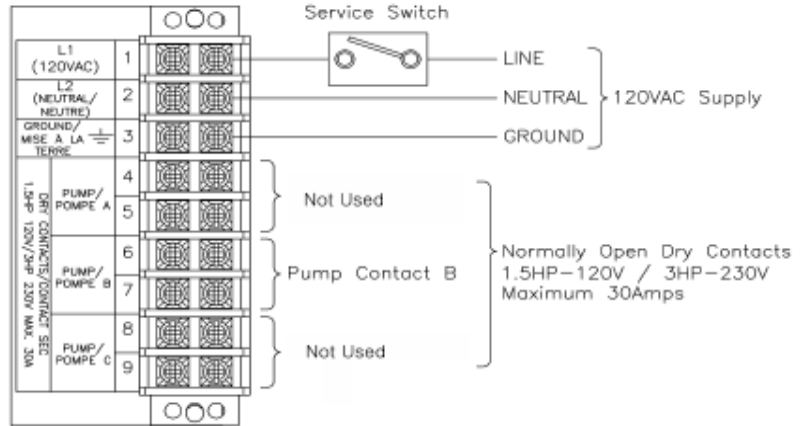 Service Switch
L1
(120VAC)
1
LINE
L2
(NEUTRAL/
NEUTRE)
2
NEUTRAL
120VAC Supply
GROUND/
MISE À LA
TERRE
3
GROUND
DRY CONTACTS/CONTACT SEC
1.5HP 120V/3HP 230V MAX. 30A
PUMP/
POMPE A
4
5
Not Used
PUMP/
POMPE B
6
7
Pump Contact B
Normally Open Dry Contacts
1.5HP-120V / 3HP-230V
Maximum 30Amps
PUMP/
POMPE C
8
9
Not Used